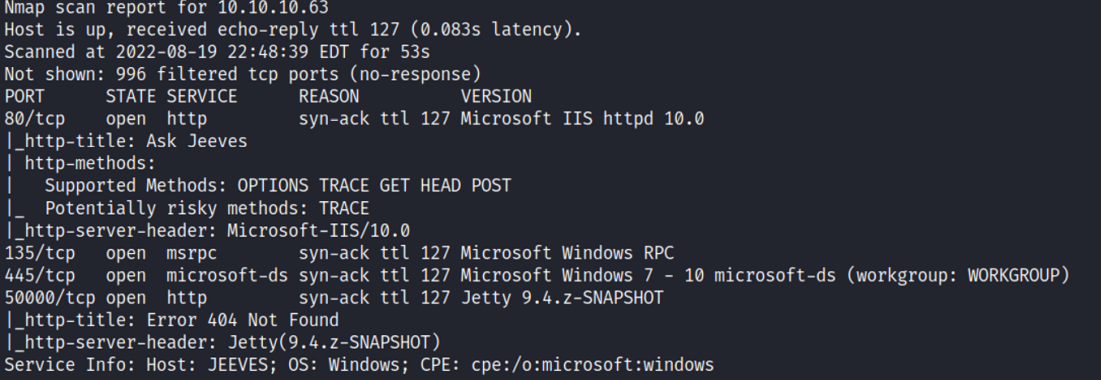 Nmap scan report for 10.10.10.63
Host is up, received echo-reply ttl 127 (0.083s latency).
Scanned at 2022-08-19 22:48:39 EDT for 53s
Not shown: 996 filtered tcp ports (no-response)
PORT      STATE SERVICE      REASON          VERSION
80/tcp    open  http         syn-ack ttl 127 Microsoft IIS httpd 10.0
|_http-title: Ask Jeeves
| http-methods:
|   Supported Methods: OPTIONS TRACE GET HEAD POST
|_  Potentially risky methods: TRACE
|_http-server-header: Microsoft-IIS/10.0
135/tcp   open  msrpc        syn-ack ttl 127 Microsoft Windows RPC
445/tcp   open  microsoft-ds syn-ack ttl 127 Microsoft Windows 7 - 10 microsoft-ds (workgroup: WORKGROUP)
50000/tcp open  http         syn-ack ttl 127 Jetty 9.4.z-SNAPSHOT
|_http-title: Error 404 Not Found
|_http-server-header: Jetty(9.4.z-SNAPSHOT)
Service Info: Host: JEEVES; OS: Windows; CPE: cpe:/o:microsoft:windows